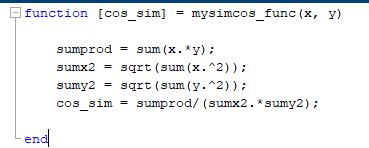 function [cos_sim] = mysimcos_func(x, y)
sumprod = sum(x.*y);
sumx2 = sqrt(sum(x.^2));
sumy2 = sqrt(sum(y.^2));
cos_sim = sumprod/(sumx2.*sumy2);
end